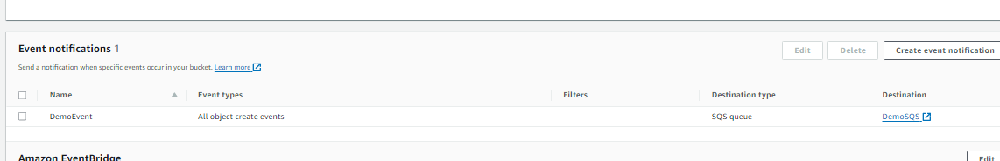 Event notifications 1
Edit Delete Create event notification
Send a notification when specific events occur in your bucket. Learn more
Name Event types Filters Destination type Destination
DemoEvent All object create events - SQS queue DemoSQS
Amazon EventBridge Edit